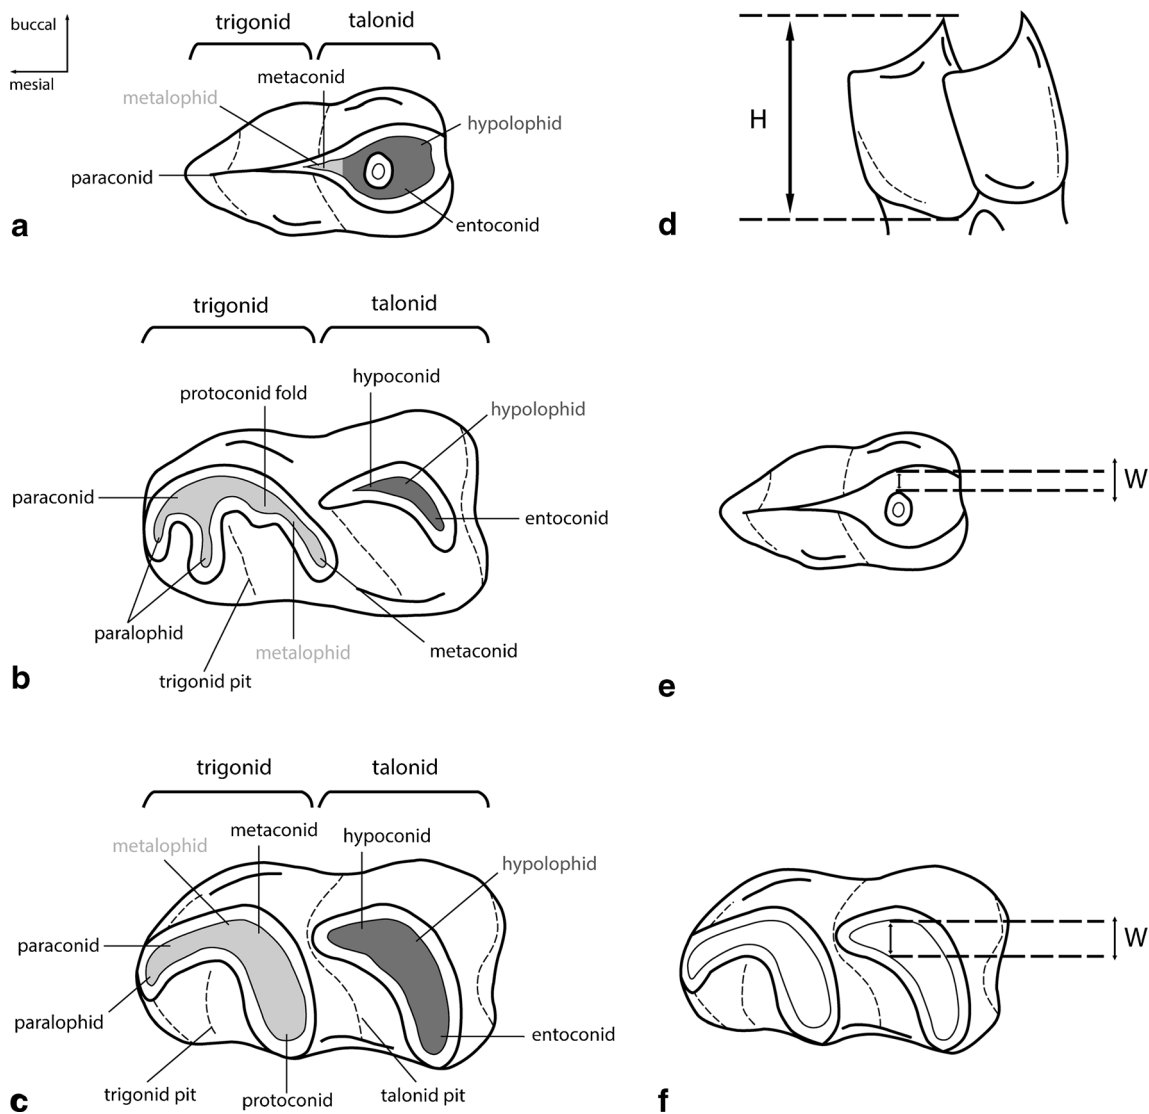 buccal
mesial
trigonid
talonid
metaconid
metalophid
hypolophid
paraconid
entoconid
a
H
d
trigonid
talonid
hypoconid
protoconid fold
hypolophid
paraconid
entoconid
paralophid
metalophid
metaconid
trigonid pit
b
W
e
trigonid
talonid
metaconid
hypoconid
metalophid
hypolophid
paraconid
paralophid
entoconid
trigonid pit
protoconid
talonid pit
c
W
f